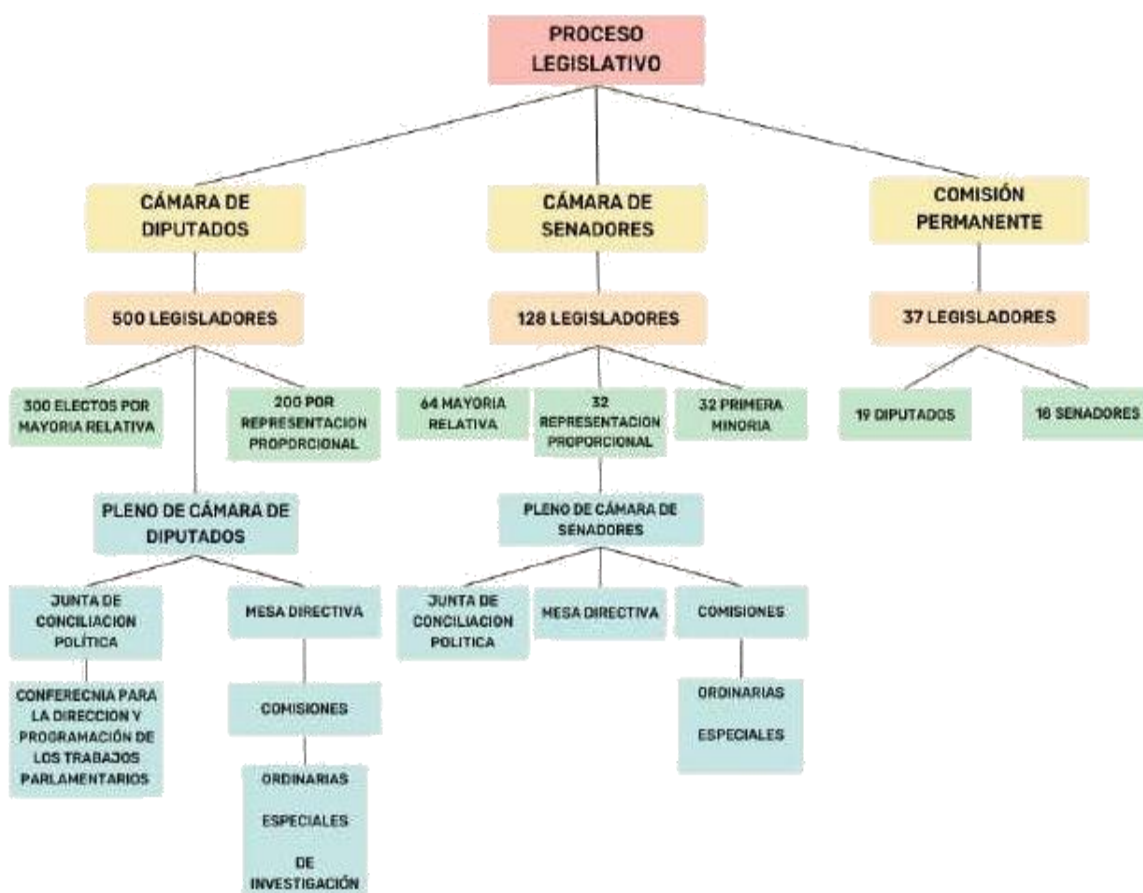 PROCESO
LEGISLATIVO
CÁMARA DE
DIPUTADOS
CÁMARA DE
SENADORES
COMISIÓN
PERMANENTE
500 LEGISLADORES
128 LEGISLADORES
37 LEGISLADORES
300 ELECTOS POR
MAYORIA RELATIVA
200 POR
REPRESENTACION
PROPORCIONAL
64 MAYORIA
RELATIVA
32
REPRESENTACION
PROPORCIONAL
32 PRIMERA
MINORIA
19 DIPUTADOS
18 SENADORES
PLENO DE CÁMARA DE
DIPUTADOS
PLENO DE CÁMARA DE
SENADORES
JUNTA DE
CONCILIACION
POLÍTICA
MESA DIRECTIVA
JUNTA DE
CONCILIACION
POLITICA
MESA DIRECTIVA
COMISIONES
CONFERECNIA PARA
LA DIRECCION Y
PROGRAMACIÓN DE
LOS TRABAJOS
PARLAMENTARIOS
COMISIONES
ORDINARIAS
ESPECIALES
ORDINARIAS
ESPECIALES
DE
INVESTIGACIÓN